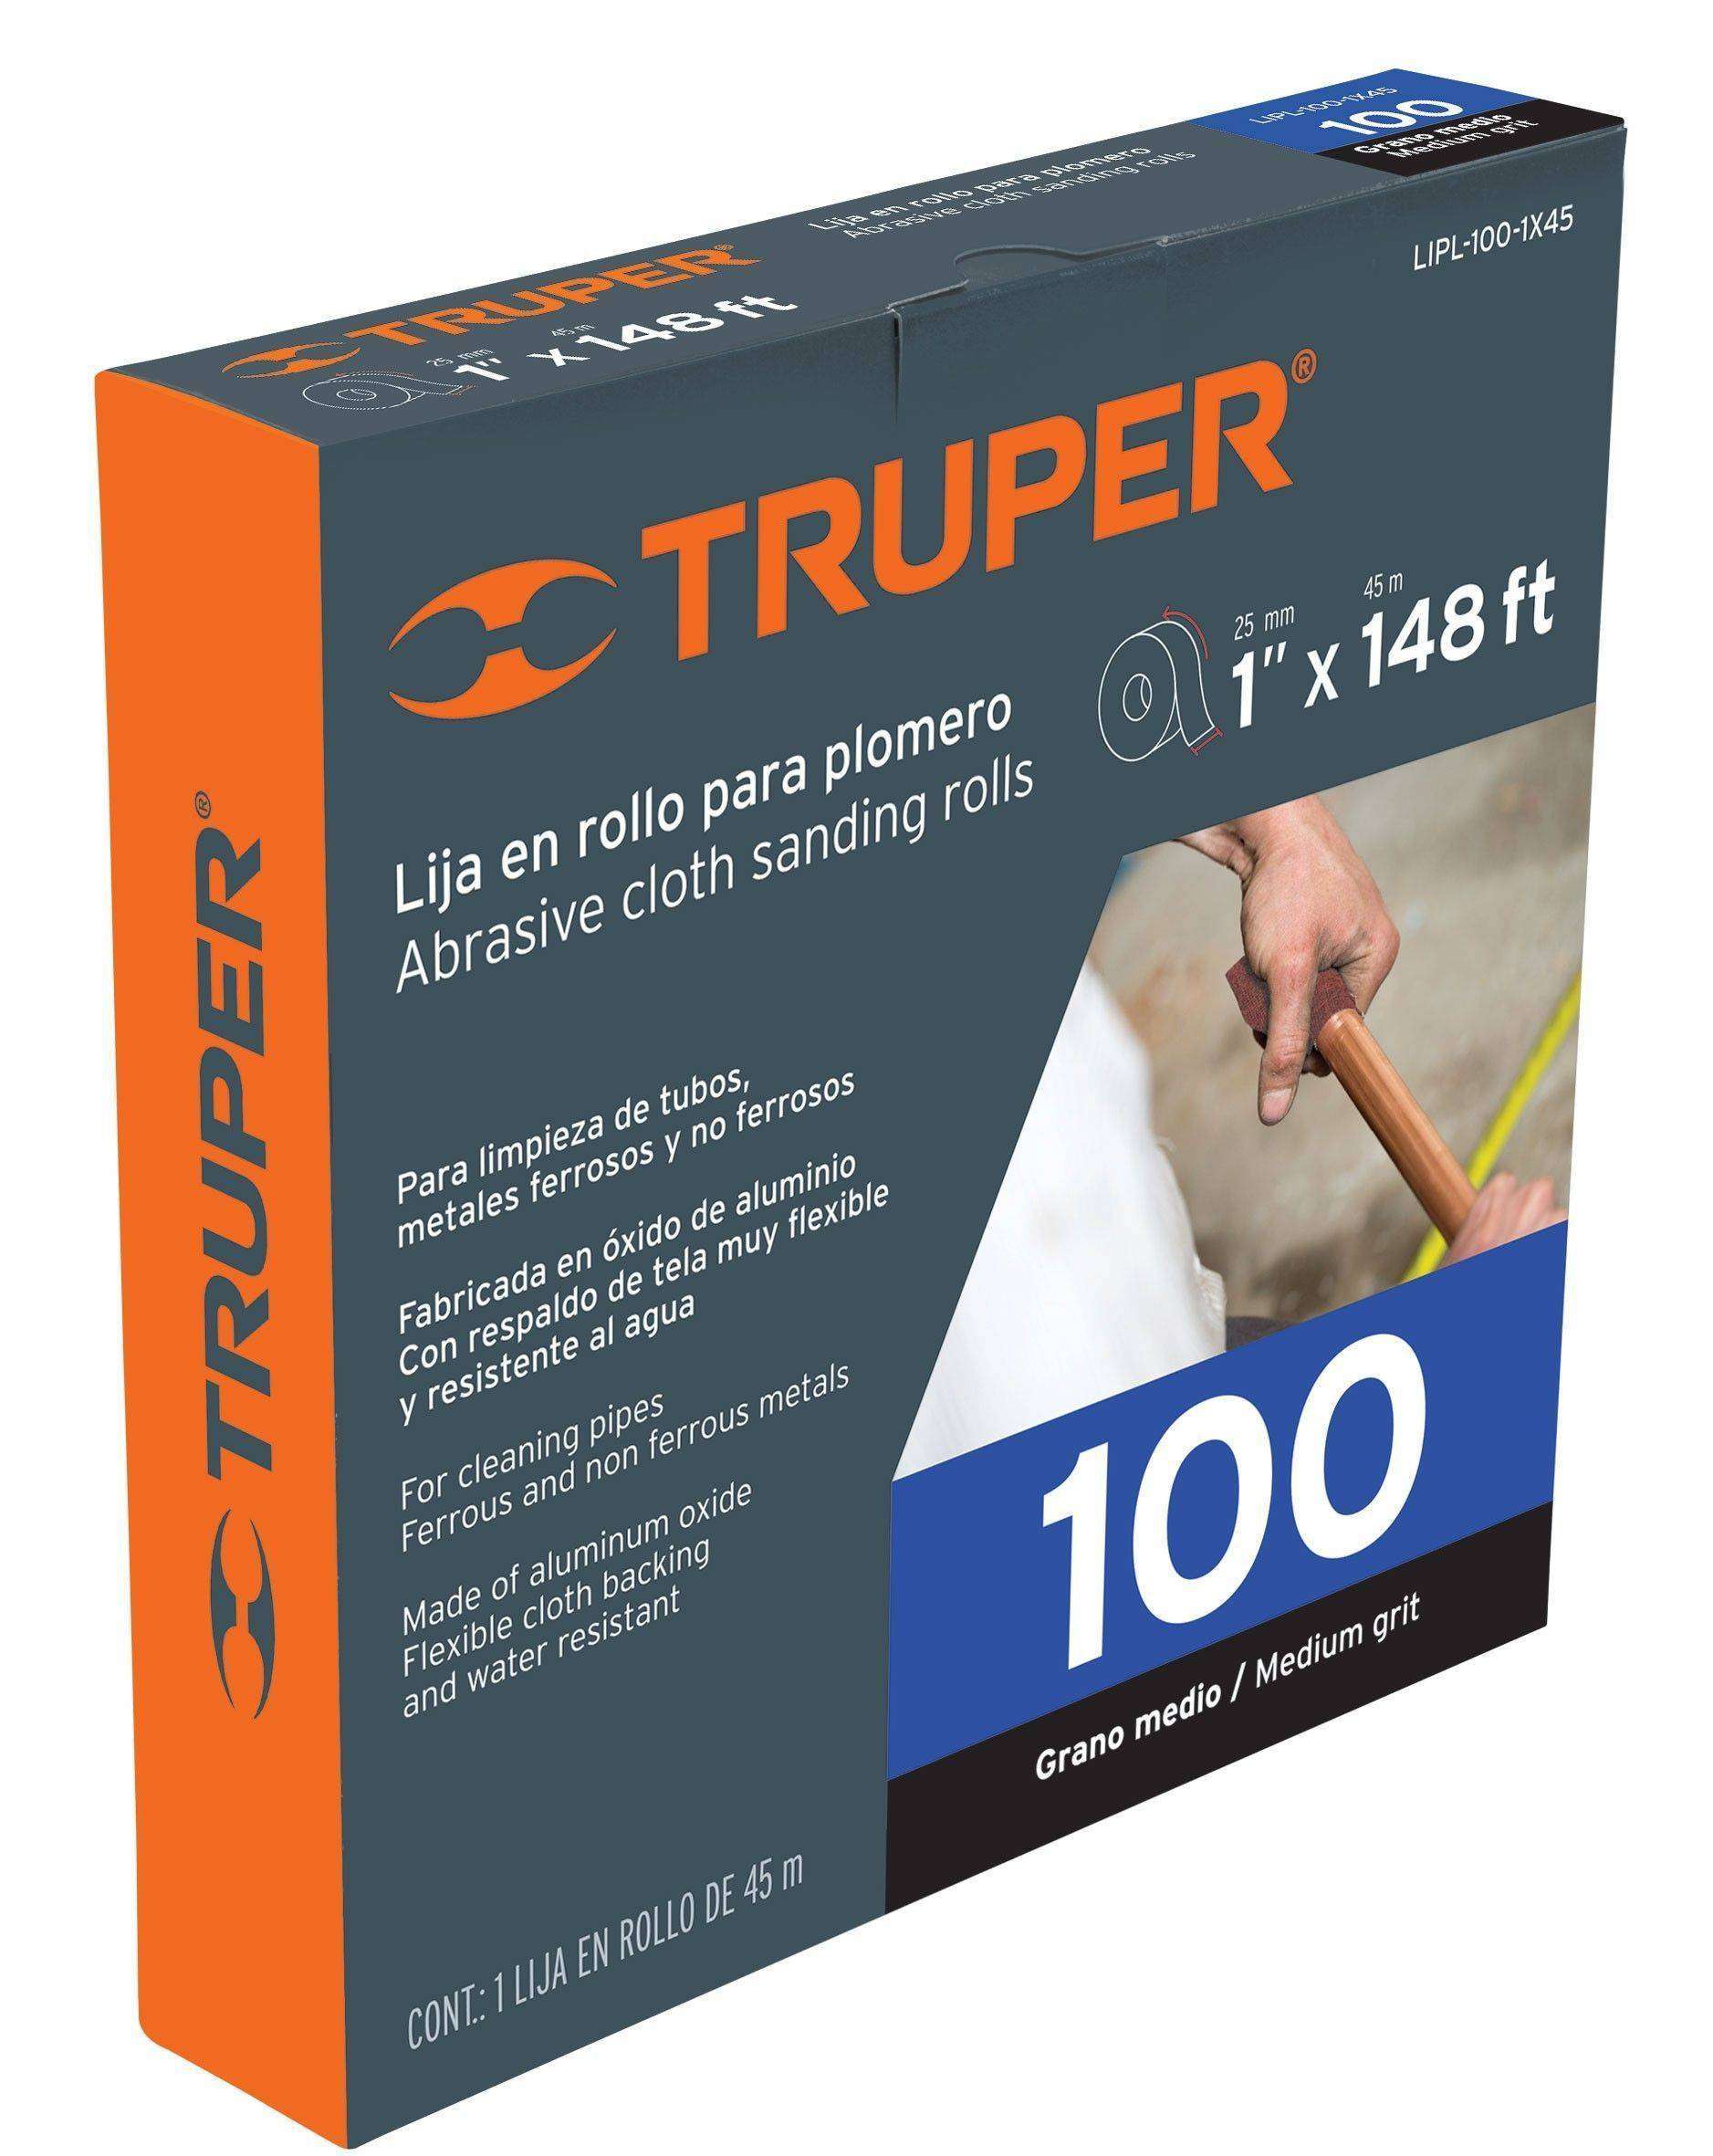 LIPL-100-1X45
100
Grano medio
Medium grit
Lija en rollo para plomero
Abrasive cloth sanding rolls
TRUPER®
25 mm 45 m
1" x 148 ft
LIPL-100-1X45
TRUPER®
25 mm 45 m
1" x 148 ft
Lija en rollo para plomero
Abrasive cloth sanding rolls
Para limpieza de tubos,
metales ferrosos y no ferrosos
Fabricada en óxido de aluminio
Con respaldo de tela muy flexible
y resistente al agua
For cleaning pipes
Ferrous and non ferrous metals
Made of aluminum oxide
Flexible cloth backing
and water resistant
100
Grano medio / Medium grit
CONT.: 1 LIJA EN ROLLO DE 45 m
TRUPER®